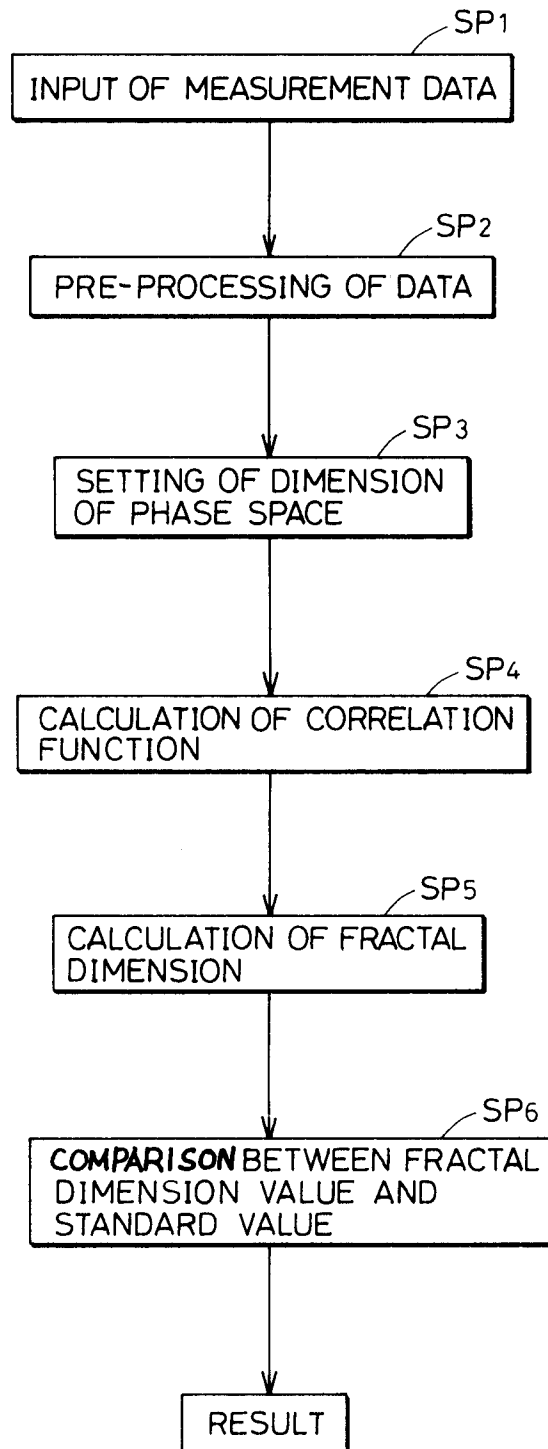 SP1
INPUT OF MEASUREMENT DATA
SP2
PRE-PROCESSING OF DATA
SP3
SETTING OF DIMENSION
OF PHASE SPACE
SP4
CALCULATION OF CORRELATION
FUNCTION
SP5
CALCULATION OF FRACTAL
DIMENSION
SP6
COMPARISON BETWEEN FRACTAL
DIMENSION VALUE AND
STANDARD VALUE
RESULT